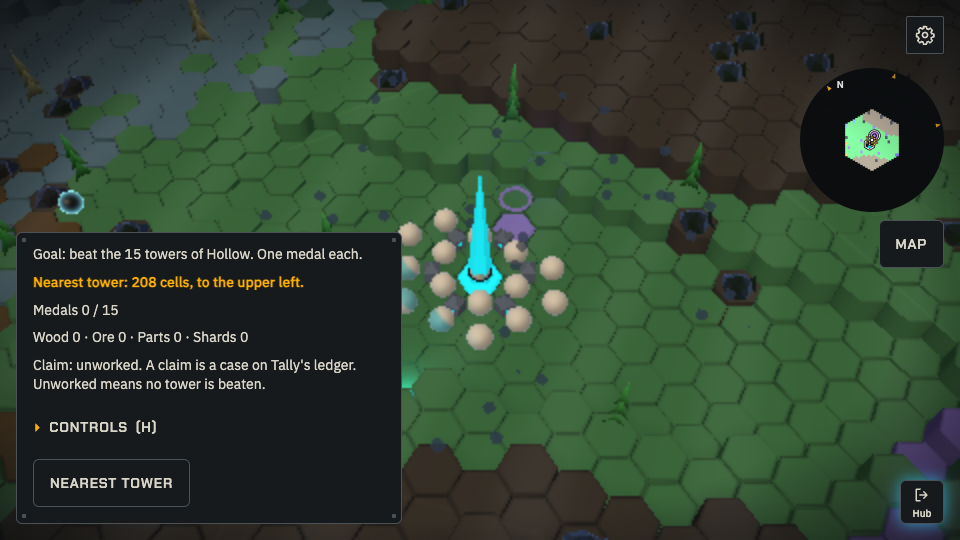 N
MAP
Goal: beat the 15 towers of Hollow. One medal each.
Nearest tower: 208 cells, to the upper left.
Medals 0 / 15
Wood 0 · Ore 0 · Parts 0 · Shards 0
Claim: unworked. A claim is a case on Tally's ledger.
Unworked means no tower is beaten.
CONTROLS (H)
NEAREST TOWER
Hub